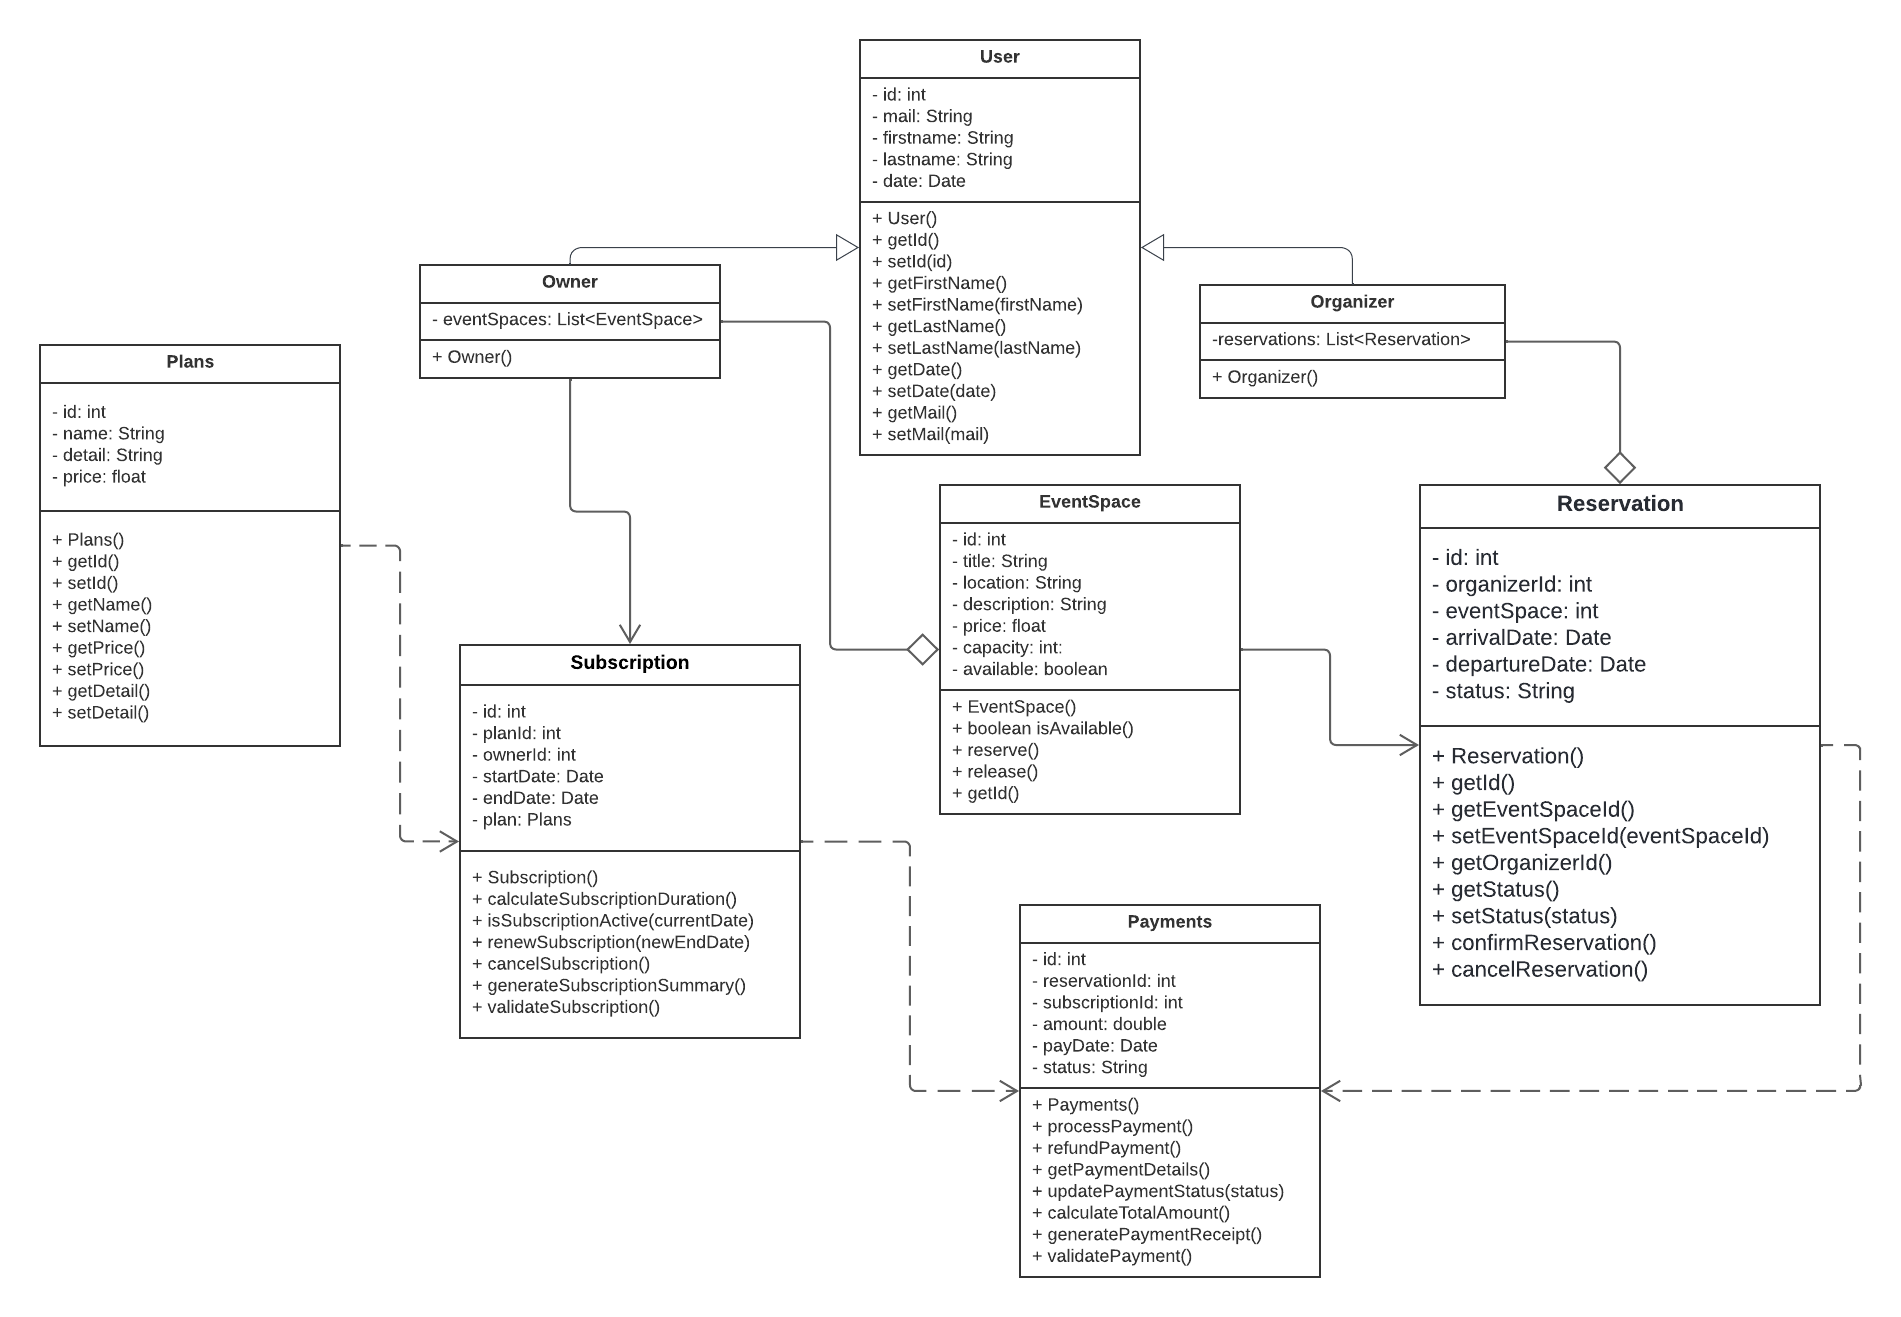 User
- id: int
- mail: String
- firstname: String
- lastname: String
- date: Date
+ User()
+ getId()
+ setId(id)
+ getFirstName()
+ setFirstName(firstName)
+ getLastName()
+ setLastName(lastName)
+ getDate()
+ setDate(date)
+ getMail()
+ setMail(mail)
Owner
- eventSpaces: List<EventSpace>
+ Owner()
Organizer
-reservations: List<Reservation>
+ Organizer()
Plans
- id: int
- name: String
- detail: String
- price: float
+ Plans()
+ getId()
+ setId()
+ getName()
+ setName()
+ getPrice()
+ setPrice()
+ getDetail()
+ setDetail()
EventSpace
- id: int
- title: String
- location: String
- description: String
- price: float
- capacity: int:
- available: boolean
+ EventSpace()
+ boolean isAvailable()
+ reserve()
+ release()
+ getId()
Reservation
- id: int
- organizerId: int
- eventSpace: int
- arrivalDate: Date
- departureDate: Date
- status: String
+ Reservation()
+ getId()
+ getEventSpaceId()
+ setEventSpaceId(eventSpaceId)
+ getOrganizerId()
+ getStatus()
+ setStatus(status)
+ confirmReservation()
+ cancelReservation()
Subscription
- id: int
- planId: int
- ownerId: int
- startDate: Date
- endDate: Date
- plan: Plans
+ Subscription()
+ calculateSubscriptionDuration()
+ isSubscriptionActive(currentDate)
+ renewSubscription(newEndDate)
+ cancelSubscription()
+ generateSubscriptionSummary()
+ validateSubscription()
Payments
- id: int
- reservationId: int
- subscriptionId: int
- amount: double
- payDate: Date
- status: String
+ Payments()
+ processPayment()
+ refundPayment()
+ getPaymentDetails()
+ updatePaymentStatus(status)
+ calculateTotalAmount()
+ generatePaymentReceipt()
+ validatePayment()